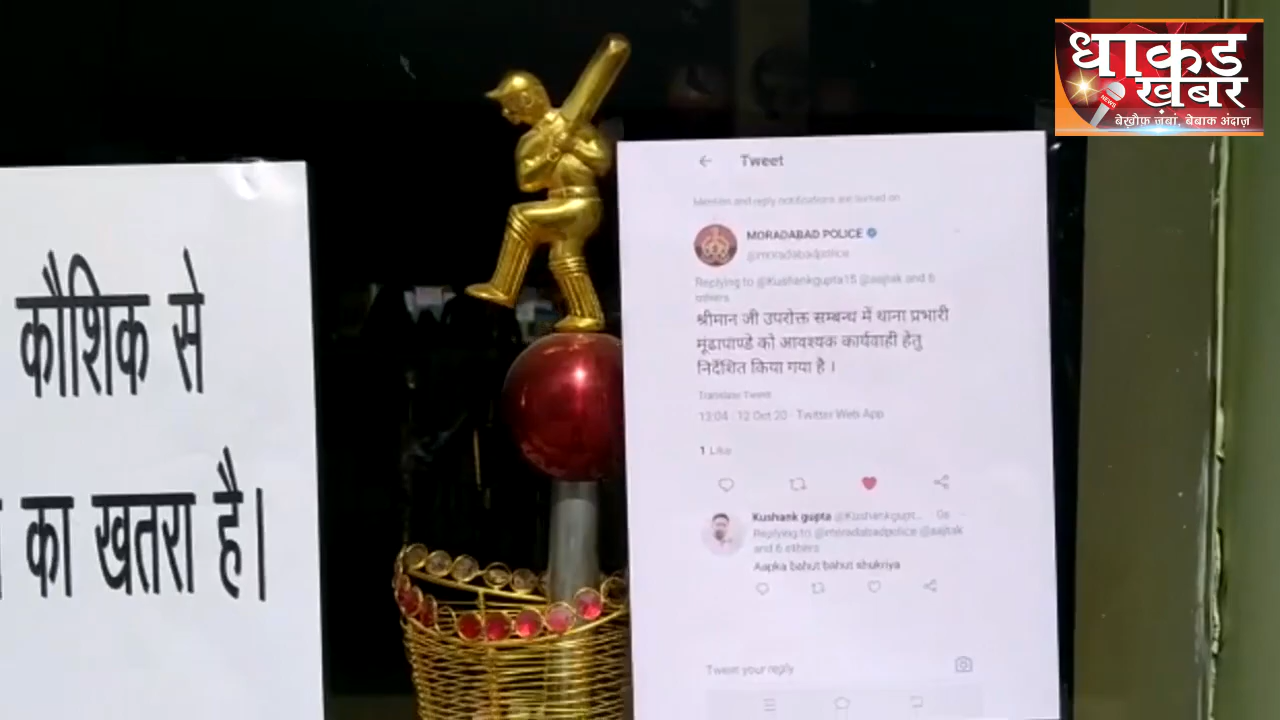 धाकड़
खबर
NEWS
बेख़ौफ जुबां, बेबाक अंदाज़
कौशिक से
का खतरा है।
Tweet
Mention and reply notifications are turned on
MORADABAD POLICE
@moradabadpolice
Replying to @Kushankgupta15 @aajtak and 6
others
श्रीमान जी उपरोक्त सम्बन्ध में थाना प्रभारी
मूंढापाण्डे को आवश्यक कार्यवाही हेतु
निर्देशित किया गया है ।
Translate Tweet
13:04 · 12 Oct 20 · Twitter Web App
1 Like
Kushank gupta @Kushankgupt... · 0s
Replying to @moradabadpolice @aajtak
and 6 others
Aapka bahut bahut shukriya
Tweet your reply